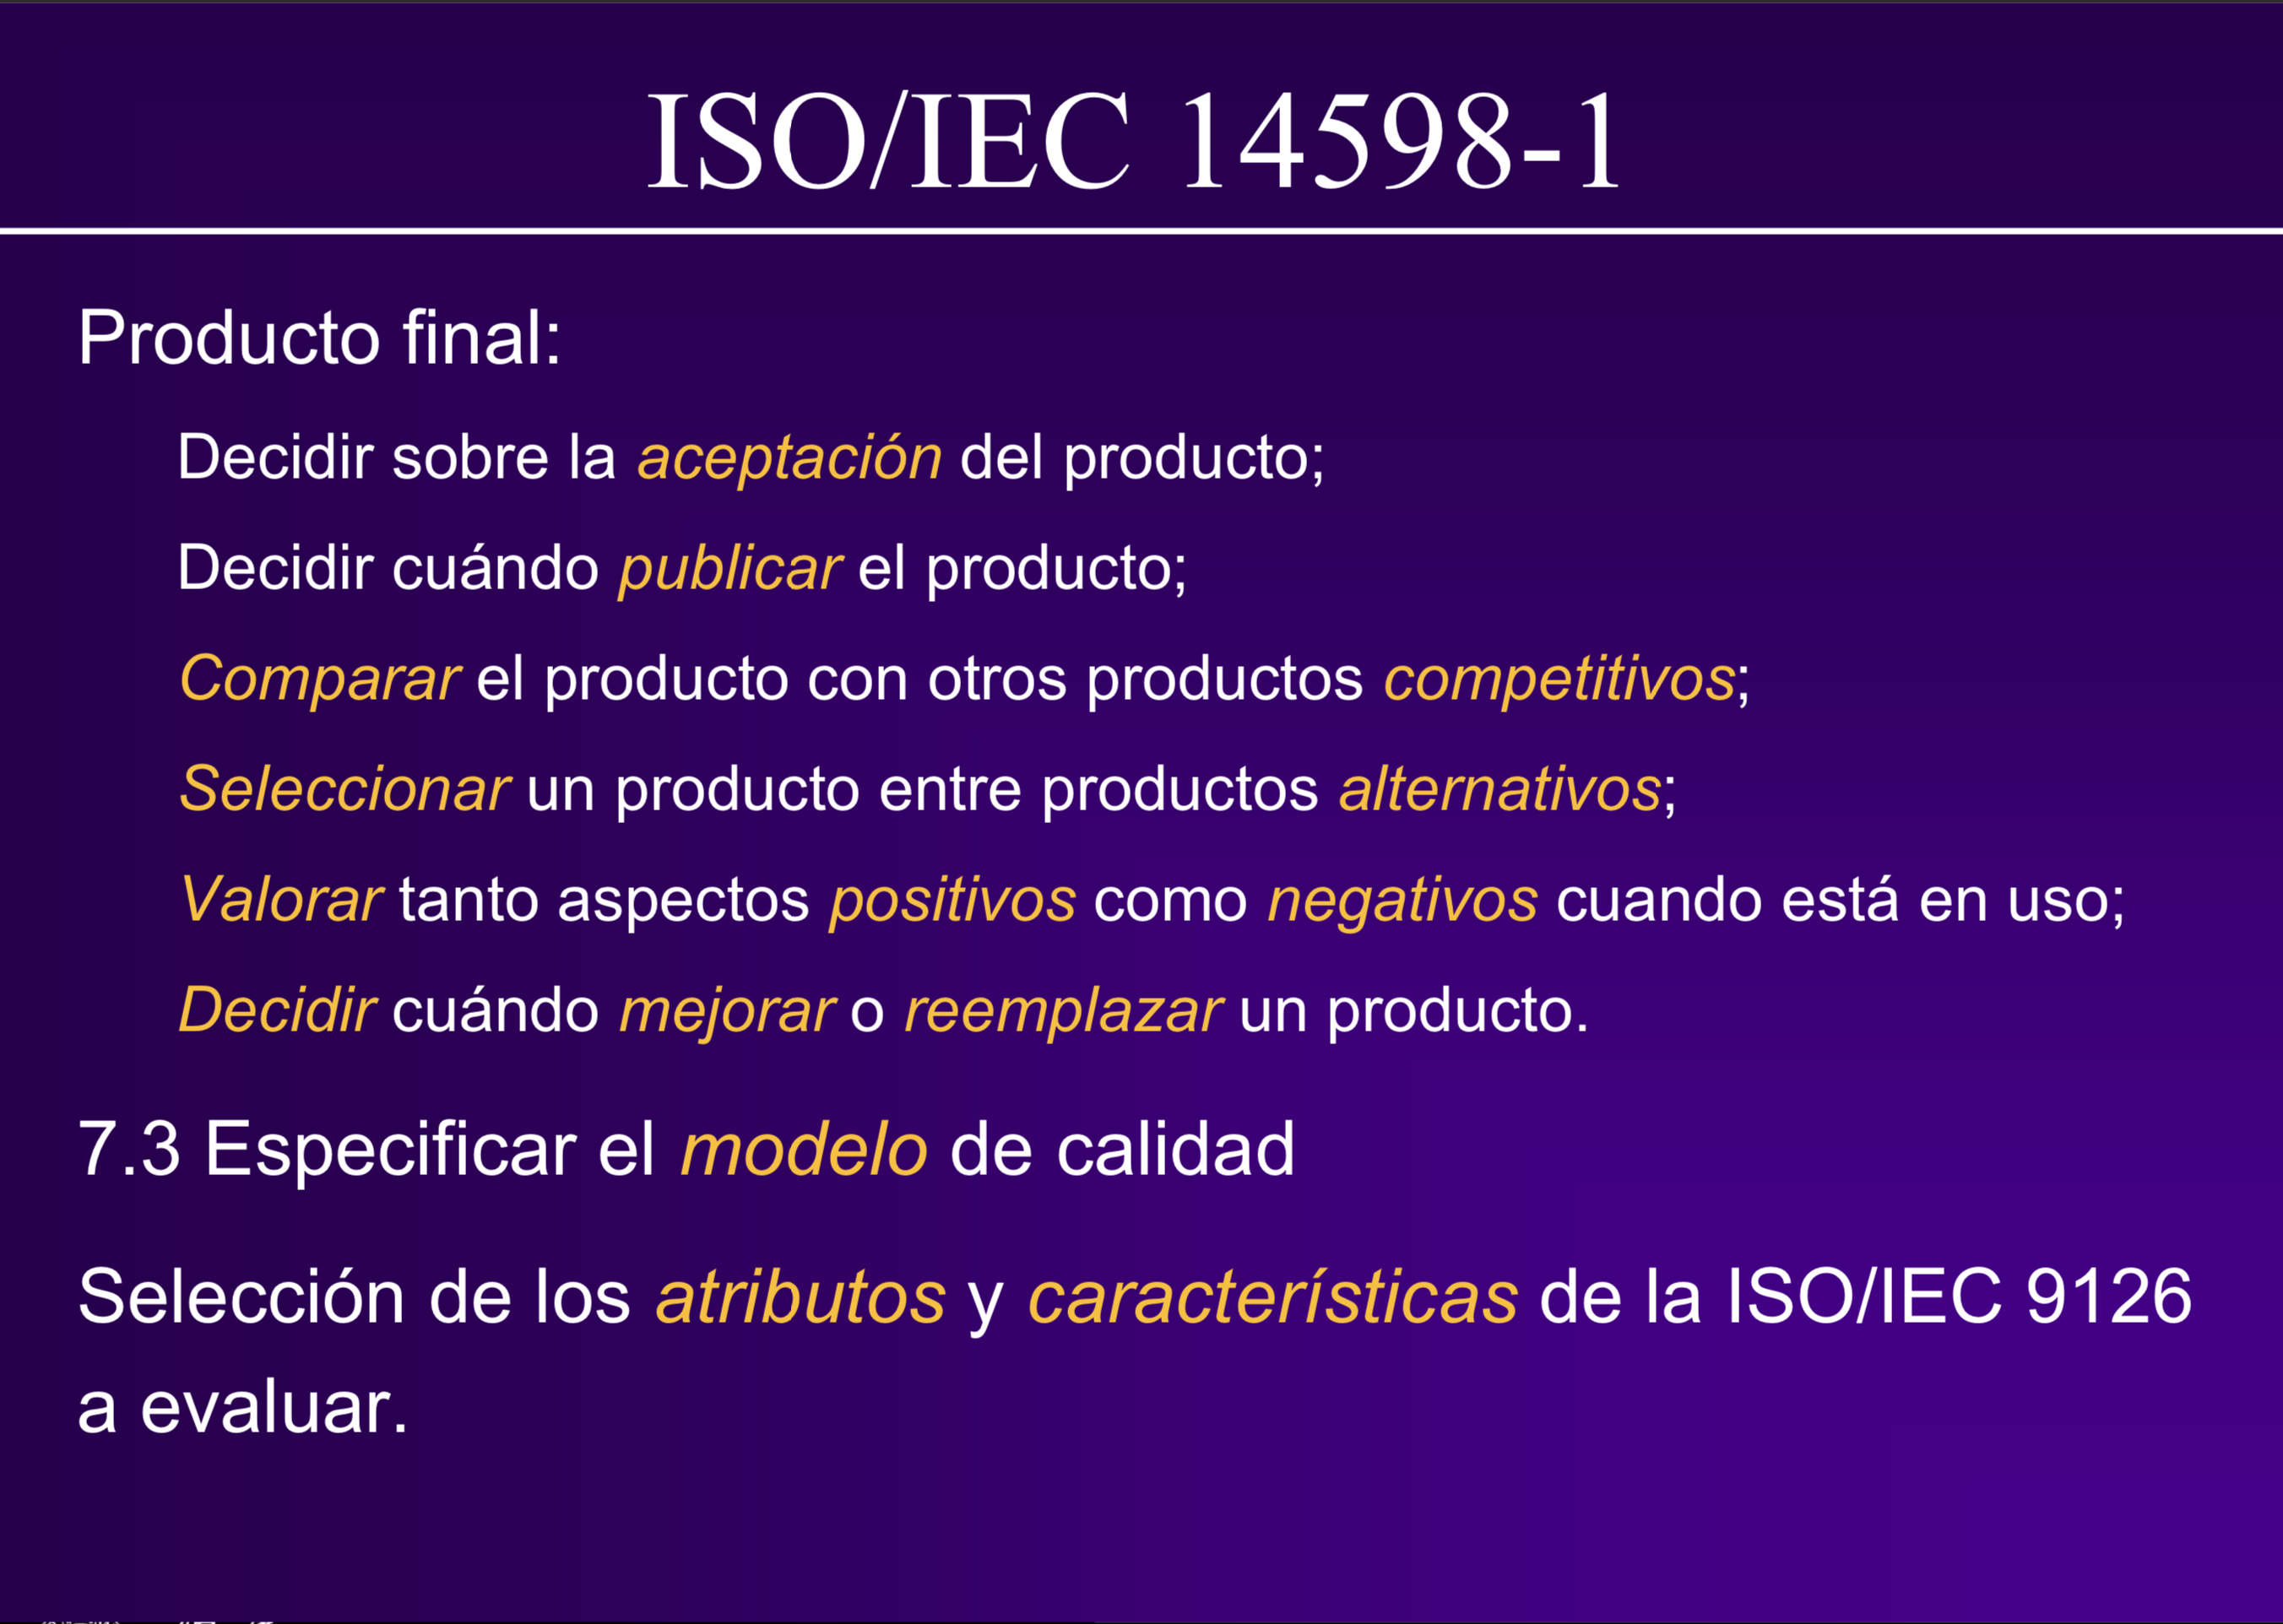 ISO/IEC 14598-1
Producto final:
Decidir sobre la aceptación del producto;
Decidir cuándo publicar el producto;
Comparar el producto con otros productos competitivos;
Seleccionar un producto entre productos alternativos;
Valorar tanto aspectos positivos como negativos cuando está en uso;
Decidir cuándo mejorar o reemplazar un producto.
7.3 Especificar el modelo de calidad
Selección de los atributos y características de la ISO/IEC 9126
a evaluar.